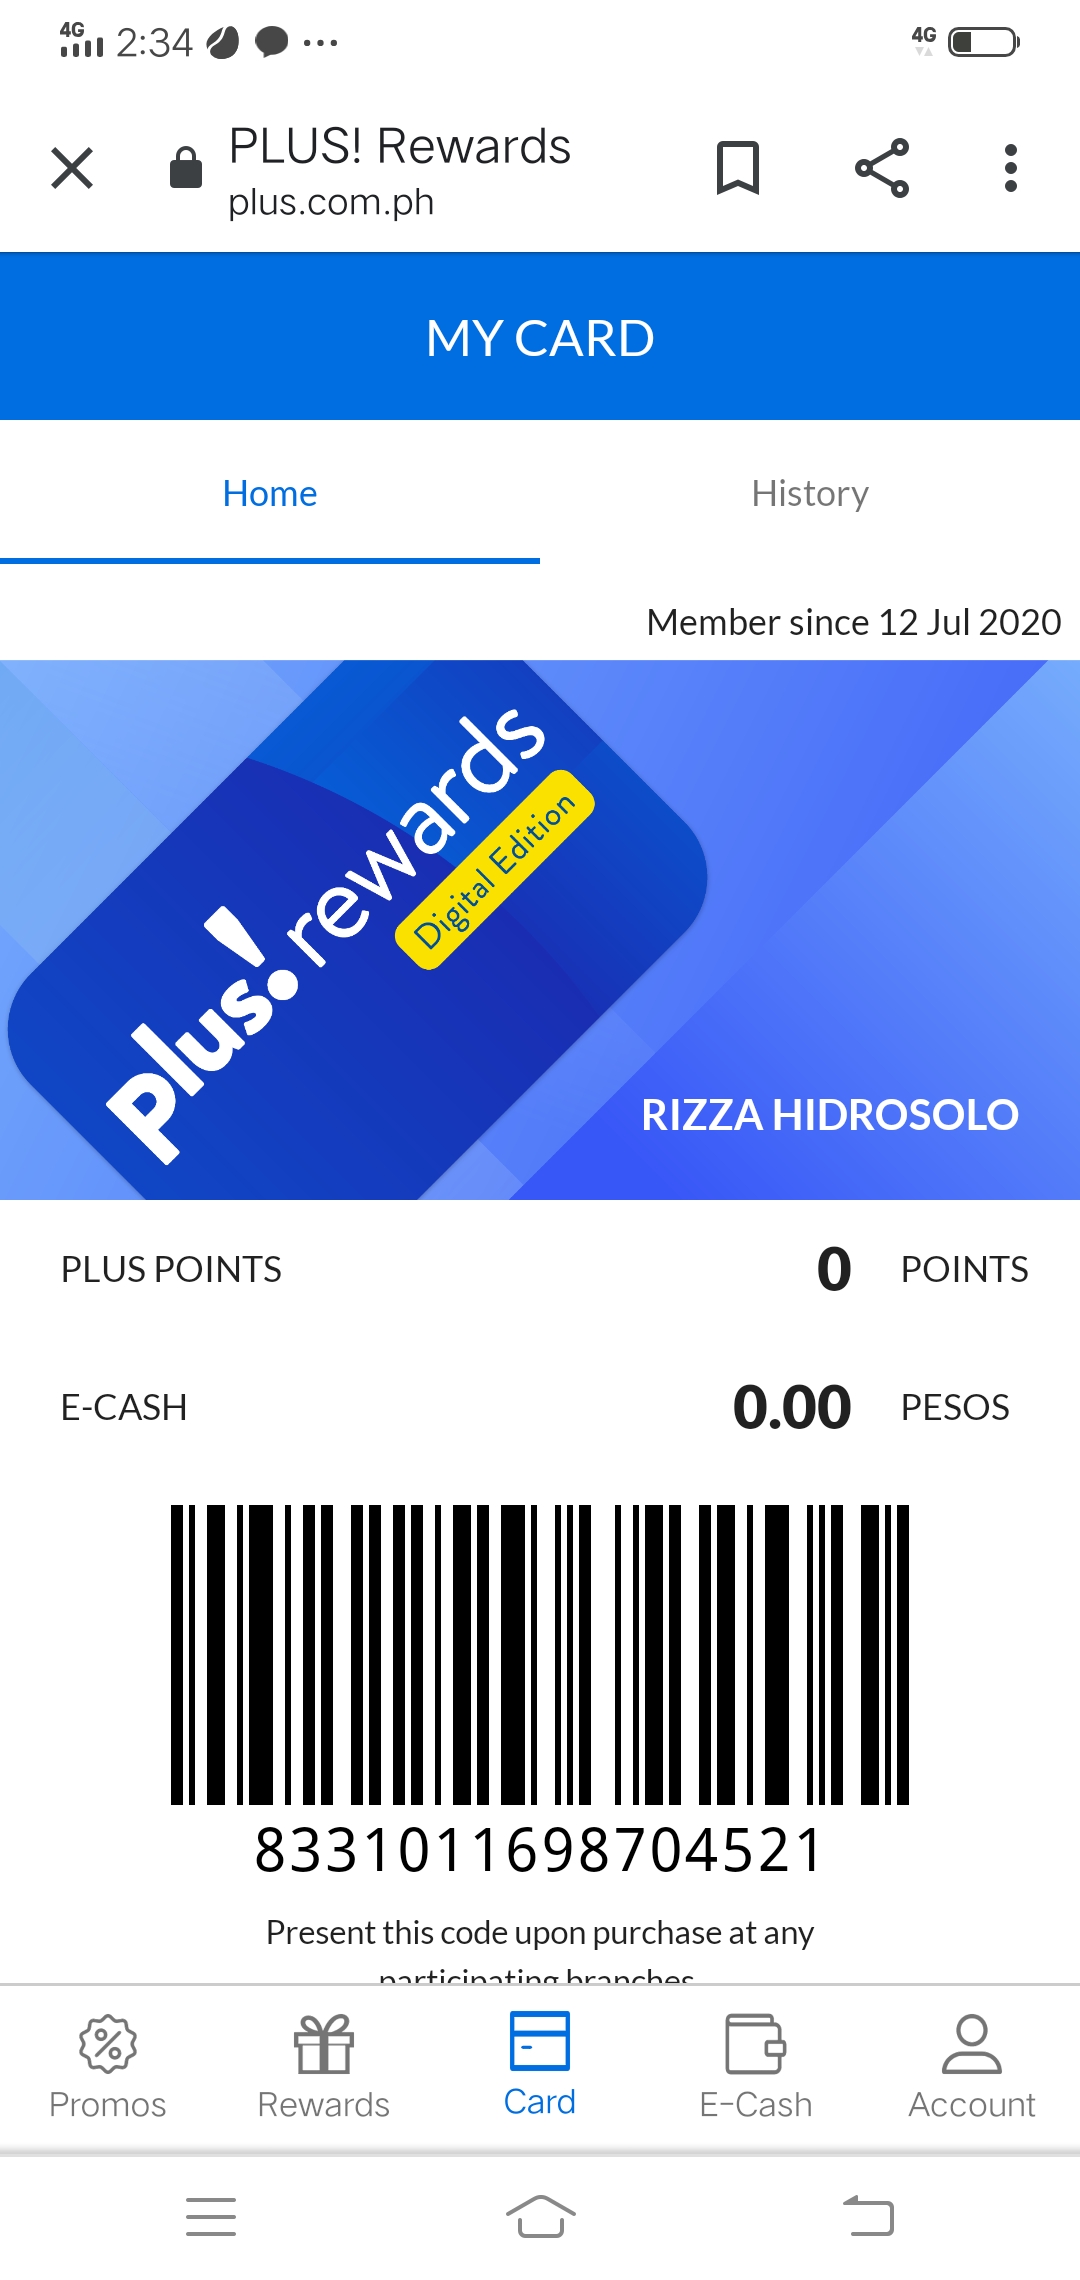 4G 2:34 4G
PLUS! Rewards
plus.com.ph
MY CARD
Home History
Member since 12 Jul 2020
plus! rewards
Digital Edition
RIZZA HIDROSOLO
PLUS POINTS 0 POINTS
E-CASH 0.00 PESOS
8331011698704521
Present this code upon purchase at any
participating branches
Promos Rewards Card E-Cash Account